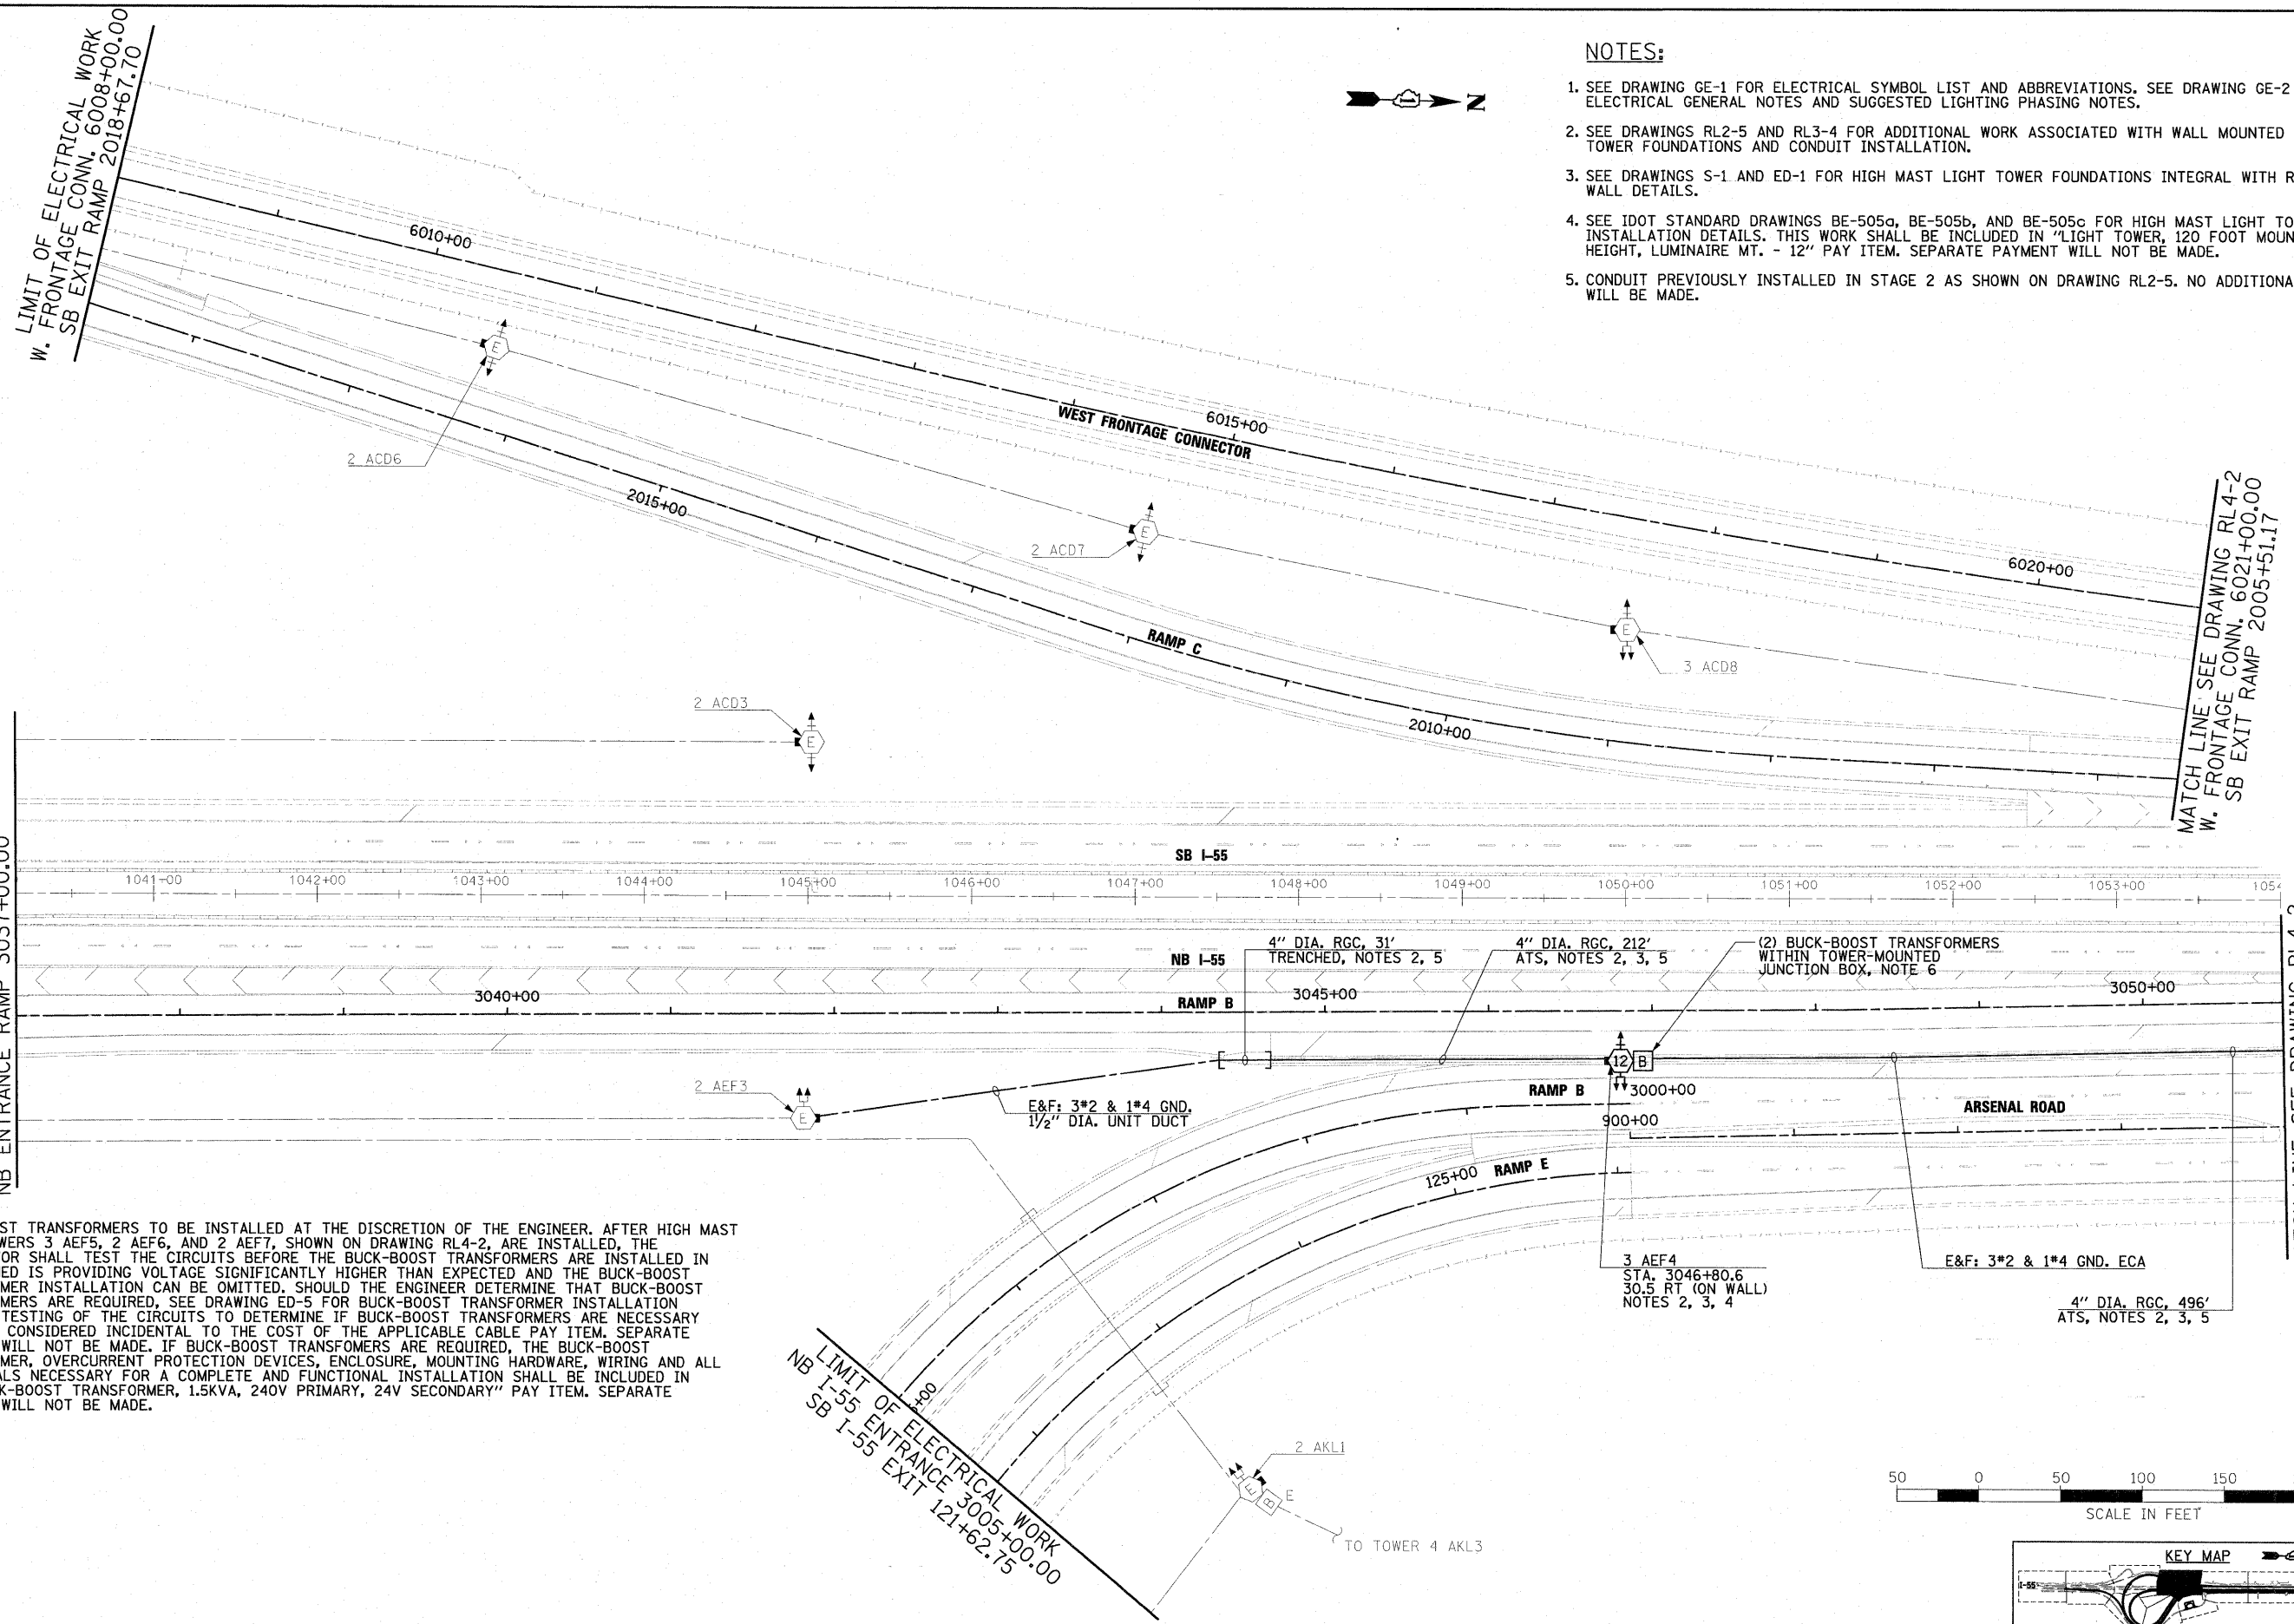 LIMIT OF ELECTRICAL WORK
W. FRONTAGE CONN. 6008+00.00
SB EXIT RAMP 2018+67.70
N
NOTES:
1. SEE DRAWING GE-1 FOR ELECTRICAL SYMBOL LIST AND ABBREVIATIONS. SEE DRAWING GE-2
ELECTRICAL GENERAL NOTES AND SUGGESTED LIGHTING PHASING NOTES.
2. SEE DRAWINGS RL2-5 AND RL3-4 FOR ADDITIONAL WORK ASSOCIATED WITH WALL MOUNTED
TOWER FOUNDATIONS AND CONDUIT INSTALLATION.
3. SEE DRAWINGS S-1 AND ED-1 FOR HIGH MAST LIGHT TOWER FOUNDATIONS INTEGRAL WITH R
WALL DETAILS.
4. SEE IDOT STANDARD DRAWINGS BE-505a, BE-505b, AND BE-505c FOR HIGH MAST LIGHT TO
INSTALLATION DETAILS. THIS WORK SHALL BE INCLUDED IN "LIGHT TOWER, 120 FOOT MOUN
HEIGHT, LUMINAIRE MT. - 12" PAY ITEM. SEPARATE PAYMENT WILL NOT BE MADE.
5. CONDUIT PREVIOUSLY INSTALLED IN STAGE 2 AS SHOWN ON DRAWING RL2-5. NO ADDITIONA
WILL BE MADE.
6010+00
E
2 ACD6
WEST FRONTAGE CONNECTOR
6015+00
2015+00
E
2 ACD7
6020+00
MATCH LINE SEE DRAWING RL4-2
W. FRONTAGE CONN. 6021+00.00
SB EXIT RAMP 2005+51.17
E
3 ACD8
RAMP C
2010+00
2 ACD3
E
SB I-55
1041+00 1042+00 1043+00 1044+00 1045+00 1046+00 1047+00 1048+00 1049+00 1050+00 1051+00 1052+00 1053+00 1054
NB ENTRANCE RAMP 3037+00.00
NB I-55
4" DIA. RGC, 31'
TRENCHED, NOTES 2, 5
4" DIA. RGC, 212'
ATS, NOTES 2, 3, 5
(2) BUCK-BOOST TRANSFORMERS
WITHIN TOWER-MOUNTED
JUNCTION BOX, NOTE 6
3040+00
RAMP B
3045+00
3050+00
12 B
2 AEF3
E
E&F: 3#2 & 1#4 GND.
1½" DIA. UNIT DUCT
RAMP B
3000+00
900+00
ARSENAL ROAD
125+00
RAMP E
3 AEF4
STA. 3046+80.6
30.5 RT (ON WALL)
NOTES 2, 3, 4
E&F: 3#2 & 1#4 GND. ECA
4" DIA. RGC, 496'
ATS, NOTES 2, 3, 5
ST TRANSFORMERS TO BE INSTALLED AT THE DISCRETION OF THE ENGINEER. AFTER HIGH MAST
WERS 3 AEF5, 2 AEF6, AND 2 AEF7, SHOWN ON DRAWING RL4-2, ARE INSTALLED, THE
OR SHALL TEST THE CIRCUITS BEFORE THE BUCK-BOOST TRANSFORMERS ARE INSTALLED IN
ED IS PROVIDING VOLTAGE SIGNIFICANTLY HIGHER THAN EXPECTED AND THE BUCK-BOOST
MER INSTALLATION CAN BE OMITTED. SHOULD THE ENGINEER DETERMINE THAT BUCK-BOOST
MERS ARE REQUIRED, SEE DRAWING ED-5 FOR BUCK-BOOST TRANSFORMER INSTALLATION
TESTING OF THE CIRCUITS TO DETERMINE IF BUCK-BOOST TRANSFORMERS ARE NECESSARY
CONSIDERED INCIDENTAL TO THE COST OF THE APPLICABLE CABLE PAY ITEM. SEPARATE
WILL NOT BE MADE. IF BUCK-BOOST TRANSFOMERS ARE REQUIRED, THE BUCK-BOOST
MER, OVERCURRENT PROTECTION DEVICES, ENCLOSURE, MOUNTING HARDWARE, WIRING AND ALL
ALS NECESSARY FOR A COMPLETE AND FUNCTIONAL INSTALLATION SHALL BE INCLUDED IN
K-BOOST TRANSFORMER, 1.5KVA, 240V PRIMARY, 24V SECONDARY" PAY ITEM. SEPARATE
WILL NOT BE MADE.
LIMIT OF ELECTRICAL WORK
NB I-55 ENTRANCE 3005+00.00
SB I-55 EXIT 121+62.75
2 AKL1
E
B
E
TO TOWER 4 AKL3
50 0 50 100 150
SCALE IN FEET
KEY MAP
I-55